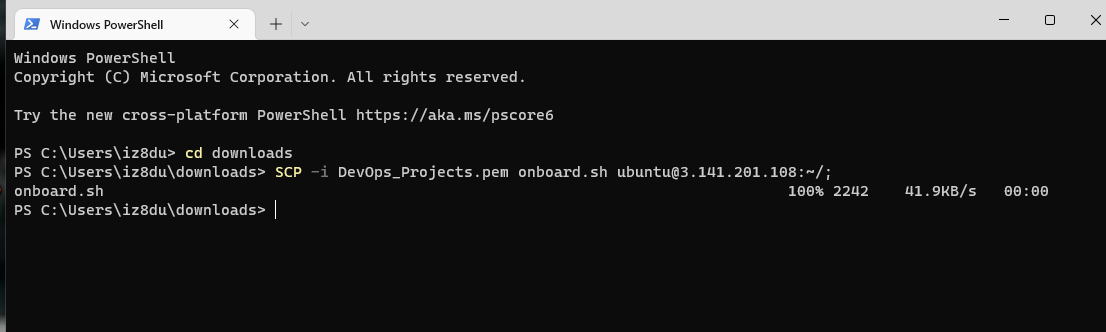 Windows PowerShell
Windows PowerShell
Copyright (C) Microsoft Corporation. All rights reserved.
Try the new cross-platform PowerShell https://aka.ms/pscore6
PS C:\Users\iz8du> cd downloads
PS C:\Users\iz8du\downloads> SCP -i DevOps_Projects.pem onboard.sh ubuntu@3.141.201.108:~/;
onboard.sh 100% 2242 41.9KB/s 00:00
PS C:\Users\iz8du\downloads>